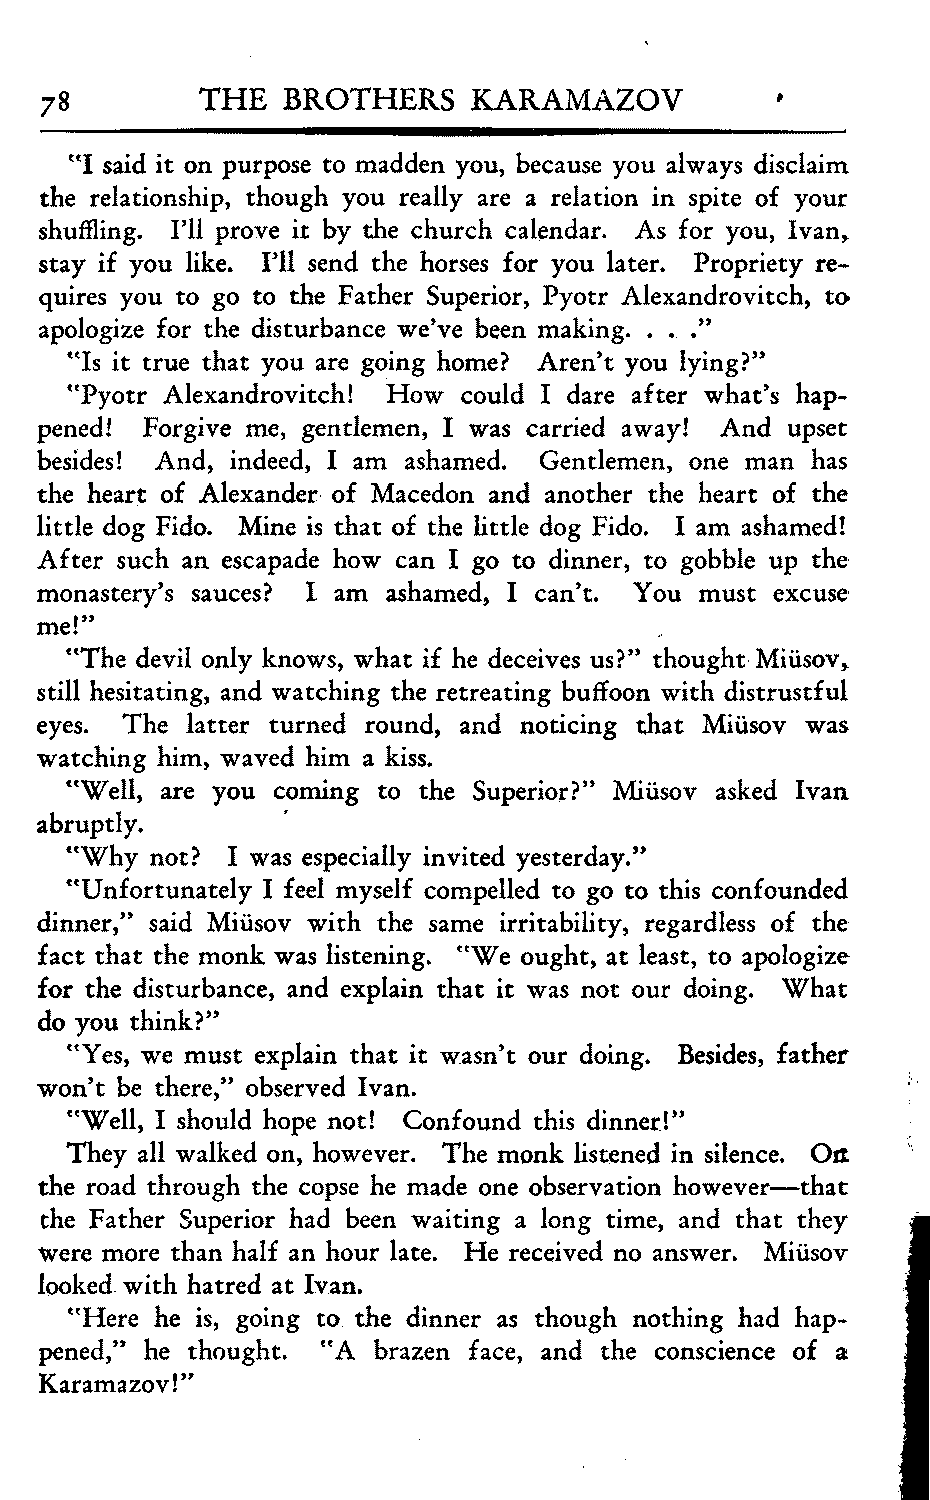 78 THE BROTHERS KARAMAZOV
"I said it on purpose to madden you, because you always disclaim
the relationship, though you really are a relation in spite of your
shuffling. I'll prove it by the church calendar. As for you, Ivan,
stay if you like. I'll send the horses for you later. Propriety re-
quires you to go to the Father Superior, Pyotr Alexandrovitch, to
apologize for the disturbance we've been making. . . ."
"Is it true that you are going home? Aren't you lying?"
"Pyotr Alexandrovitch! How could I dare after what's hap-
pened! Forgive me, gentlemen, I was carried away! And upset
besides! And, indeed, I am ashamed. Gentlemen, one man has
the heart of Alexander of Macedon and another the heart of the
little dog Fido. Mine is that of the little dog Fido. I am ashamed!
After such an escapade how can I go to dinner, to gobble up the
monastery's sauces? I am ashamed, I can't. You must excuse
me!"
"The devil only knows, what if he deceives us?" thought Miüsov,
still hesitating, and watching the retreating buffoon with distrustful
eyes. The latter turned round, and noticing that Miüsov was
watching him, waved him a kiss.
"Well, are you coming to the Superior?" Miüsov asked Ivan
abruptly.
"Why not? I was especially invited yesterday."
"Unfortunately I feel myself compelled to go to this confounded
dinner," said Miüsov with the same irritability, regardless of the
fact that the monk was listening. "We ought, at least, to apologize
for the disturbance, and explain that it was not our doing. What
do you think?"
"Yes, we must explain that it wasn't our doing. Besides, father
won't be there," observed Ivan.
"Well, I should hope not! Confound this dinner!"
They all walked on, however. The monk listened in silence. On
the road through the copse he made one observation however—that
the Father Superior had been waiting a long time, and that they
were more than half an hour late. He received no answer. Miüsov
looked with hatred at Ivan.
"Here he is, going to the dinner as though nothing had hap-
pened," he thought. "A brazen face, and the conscience of a
Karamazov!"